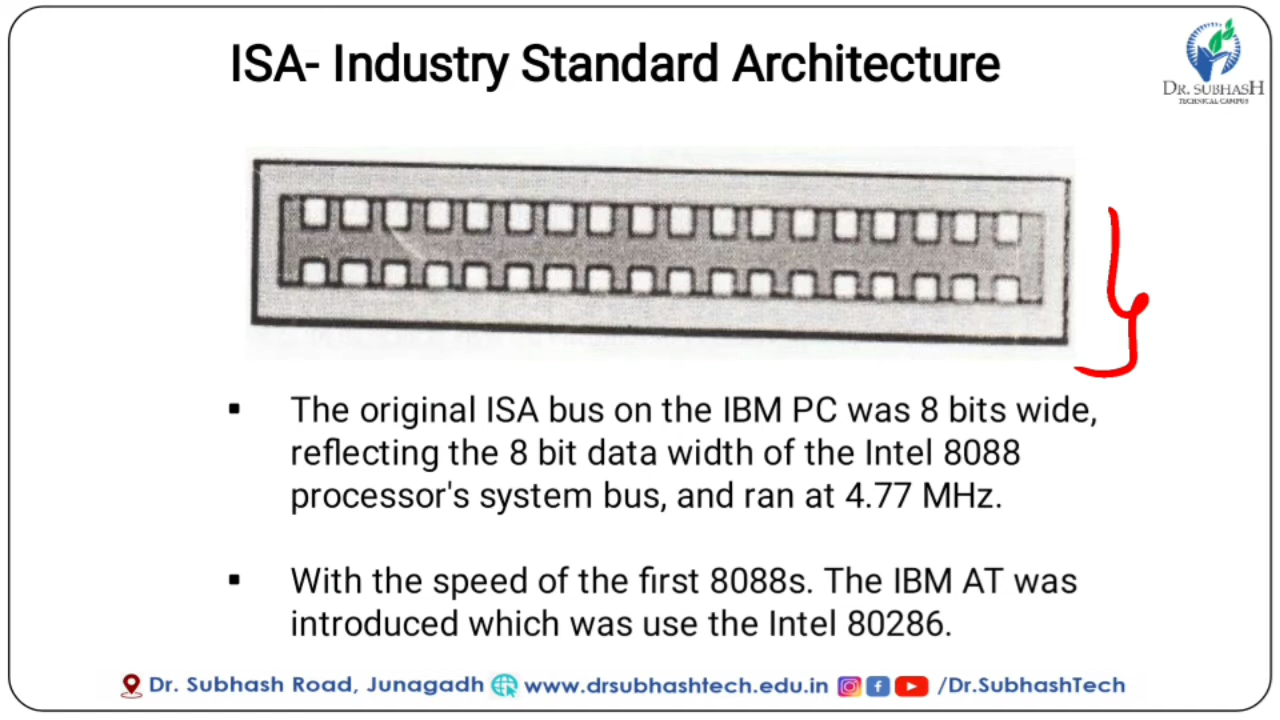 ISA- Industry Standard Architecture
DR. SUBHASH
TECHNICAL CAMPUS
▪ The original ISA bus on the IBM PC was 8 bits wide,
reflecting the 8 bit data width of the Intel 8088
processor's system bus, and ran at 4.77 MHz.
▪ With the speed of the first 8088s. The IBM AT was
introduced which was use the Intel 80286.
Dr. Subhash Road, Junagadh www.drsubhashtech.edu.in /Dr.SubhashTech